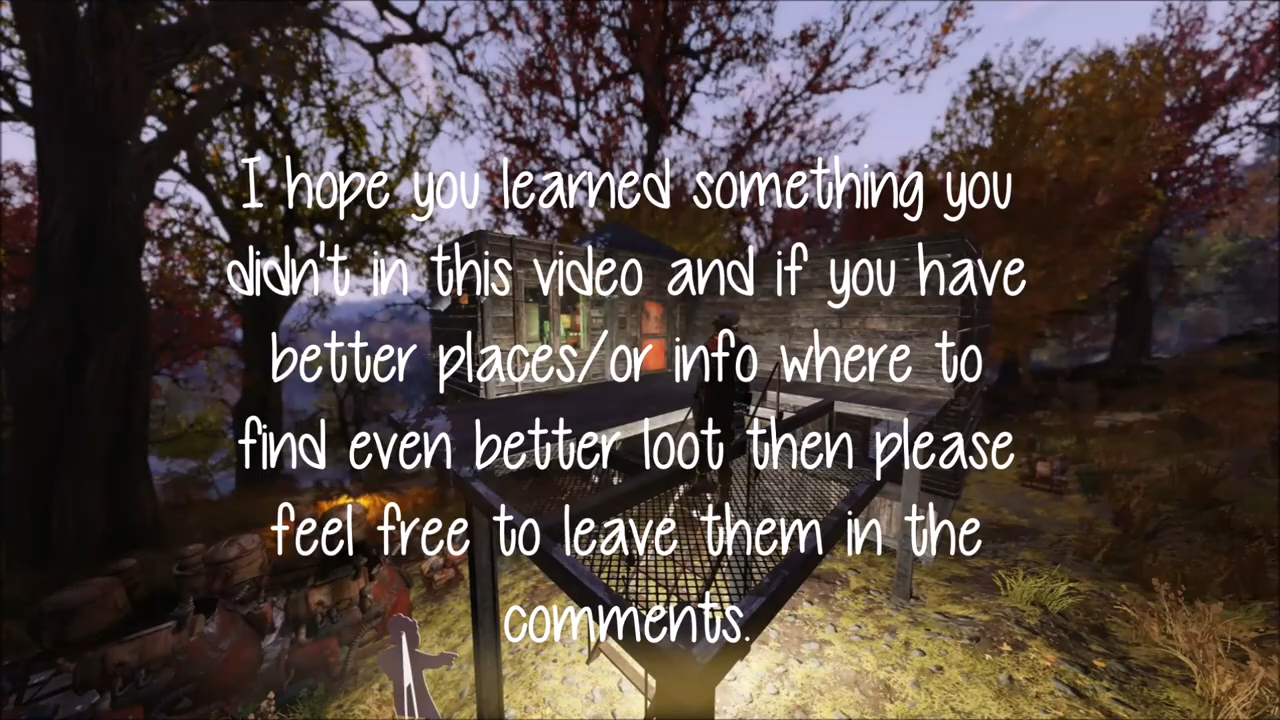 I hope you learned something you
didn't in this video and if you have
better places/or info where to
find even better loot then please
feel free to leave them in the
comments.